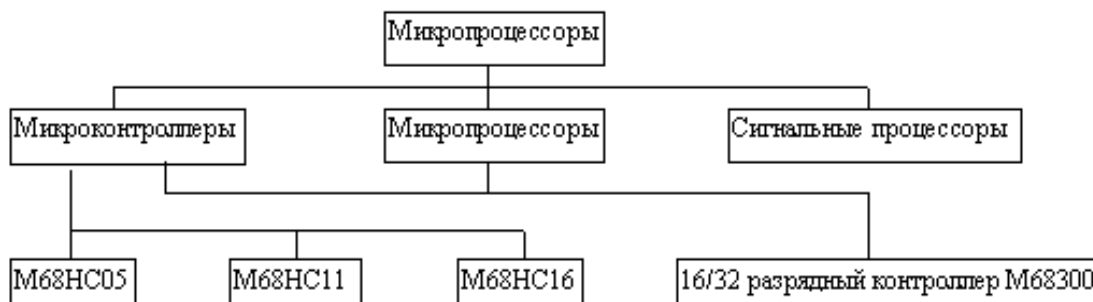 Микропроцессоры
Микроконтроллеры
Микропроцессоры
Сигнальные процессоры
M68HC05
M68HC11
M68HC16
16/32 разрядный контроллер M68300